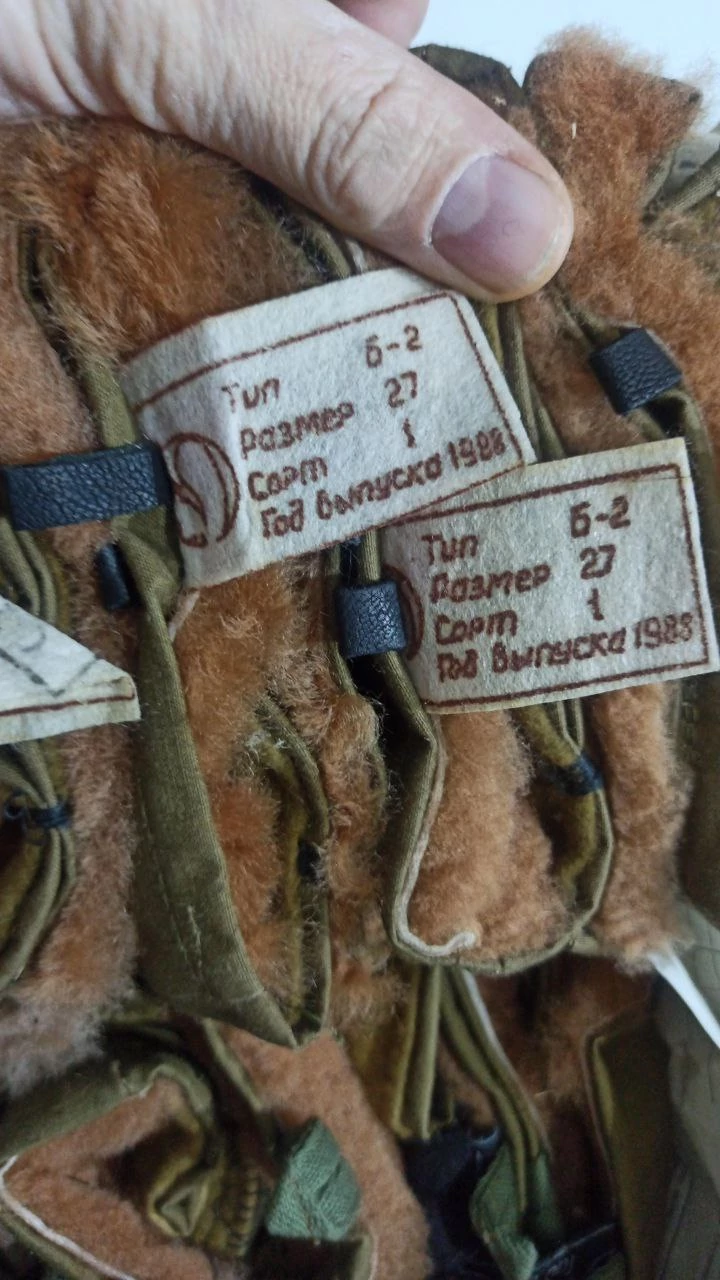 Тип б-2
Размер 27
Сорт 1
Год выпуска 1988
Тип б-2
Размер 27
Сорт 1
Год выпуска 1988